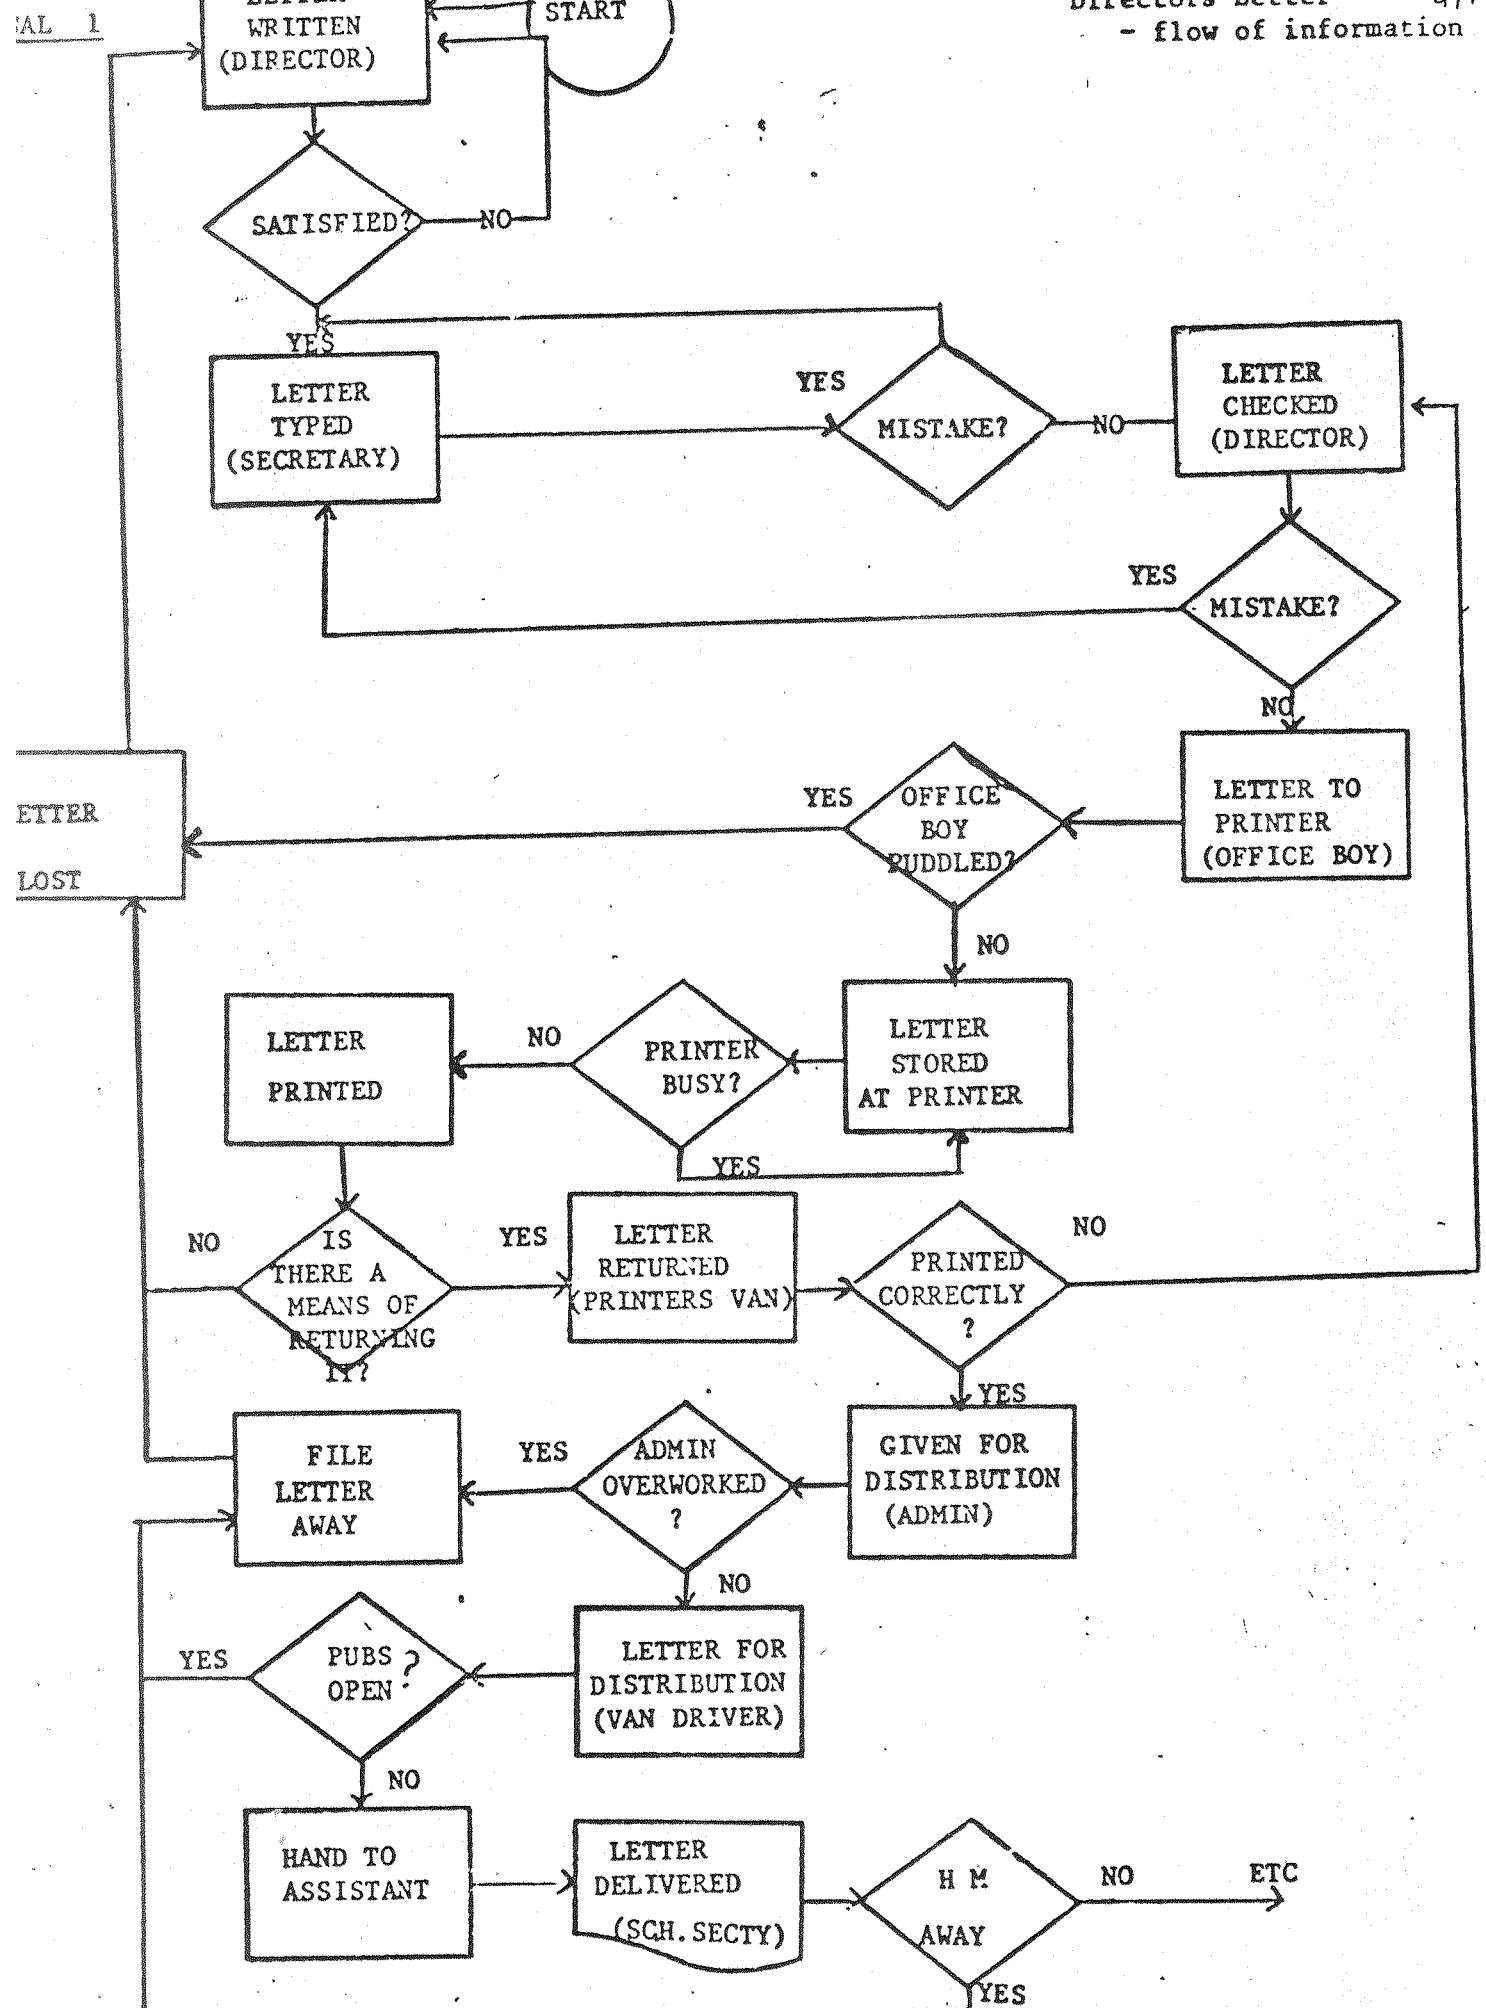 START
WRITTEN
(DIRECTOR)
Directors Letter
- flow of information
SATISFIED?
NO
YES
LETTER
TYPED
(SECRETARY)
YES
MISTAKE?
NO
LETTER
CHECKED
(DIRECTOR)
YES
MISTAKE?
NO
LETTER TO
PRINTER
(OFFICE BOY)
YES
OFFICE
BOY
PUDDLED?
ETTER
LOST
NO
LETTER
STORED
AT PRINTER
PRINTER
BUSY?
YES
NO
LETTER
PRINTED
NO
IS
THERE A
MEANS OF
RETURNING
IT?
YES
LETTER
RETURNED
(PRINTERS VAN)
PRINTED
CORRECTLY
?
NO
YES
GIVEN FOR
DISTRIBUTION
(ADMIN)
ADMIN
OVERWORKED
?
YES
FILE
LETTER
AWAY
NO
LETTER FOR
DISTRIBUTION
(VAN DRIVER)
PUBS
OPEN ?
YES
NO
HAND TO
ASSISTANT
LETTER
DELIVERED
(SCH.SECTY)
H M
AWAY
NO
ETC
YES